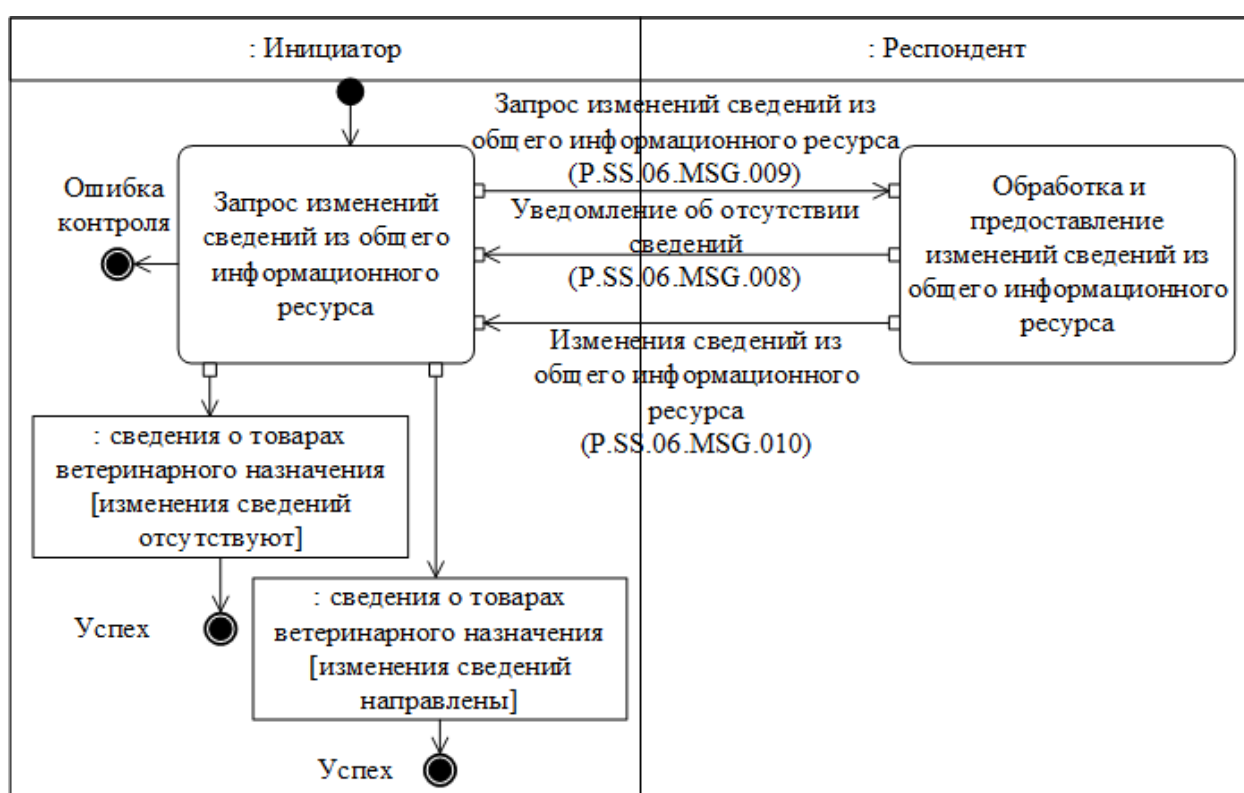 : Инициатор
: Респондент
Запрос изменений сведений из
общего информационного ресурса
(P.SS.06.MSG.009)
Уведомление об отсутствии
сведений
(P.SS.06.MSG.008)
Изменения сведений из
общего информационного
ресурса
(P.SS.06.MSG.010)
Ошибка
контроля
Запрос изменений
сведений из общего
информационного
ресурса
Обработка и
предоставление
изменений сведений из
общего информационного
ресурса
: сведения о товарах
ветеринарного назначения
[изменения сведений
отсутствуют]
Успех
: сведения о товарах
ветеринарного назначения
[изменения сведений
направлены]
Успех